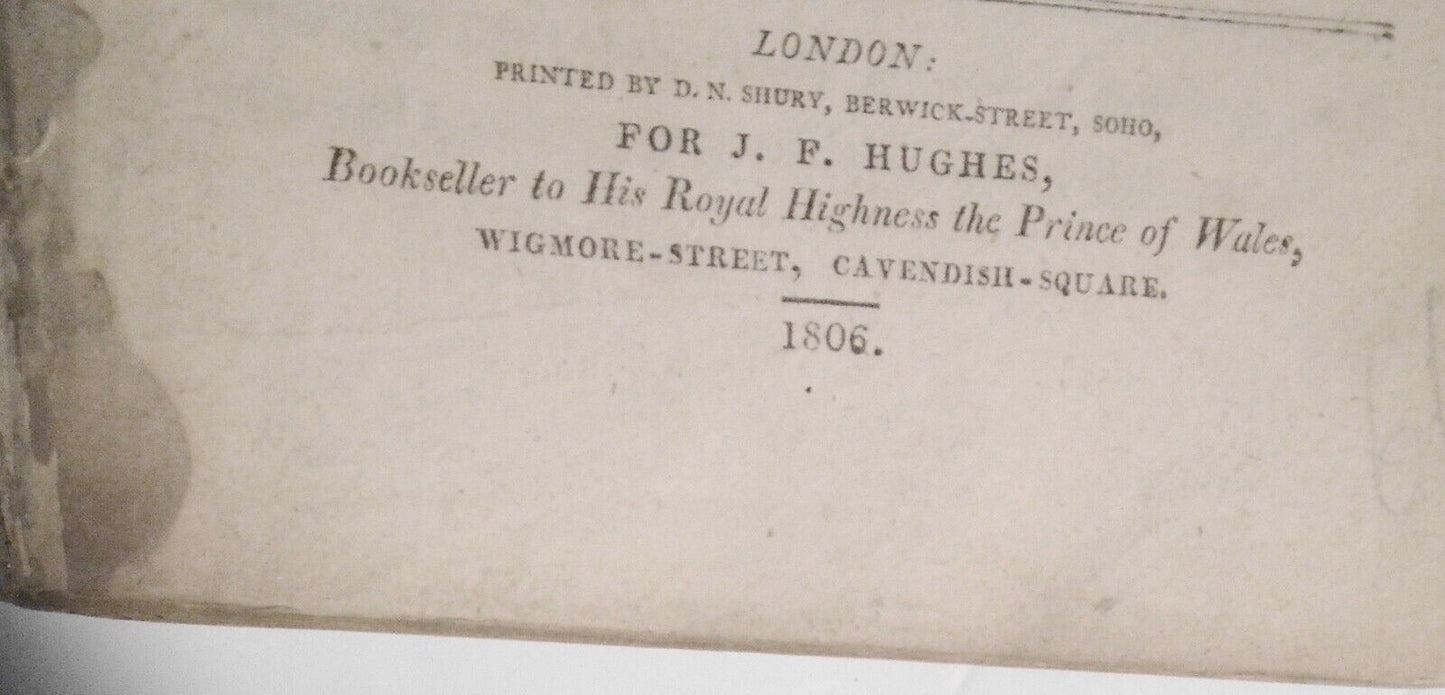 LONDON:
PRINTED BY D. N. SHURY, BERWICK-STREET, SOHO,
FOR J. F. HUGHES,
Bookseller to His Royal Highness the Prince of Wales,
WIGMORE-STREET, CAVENDISH-SQUARE.
1806.